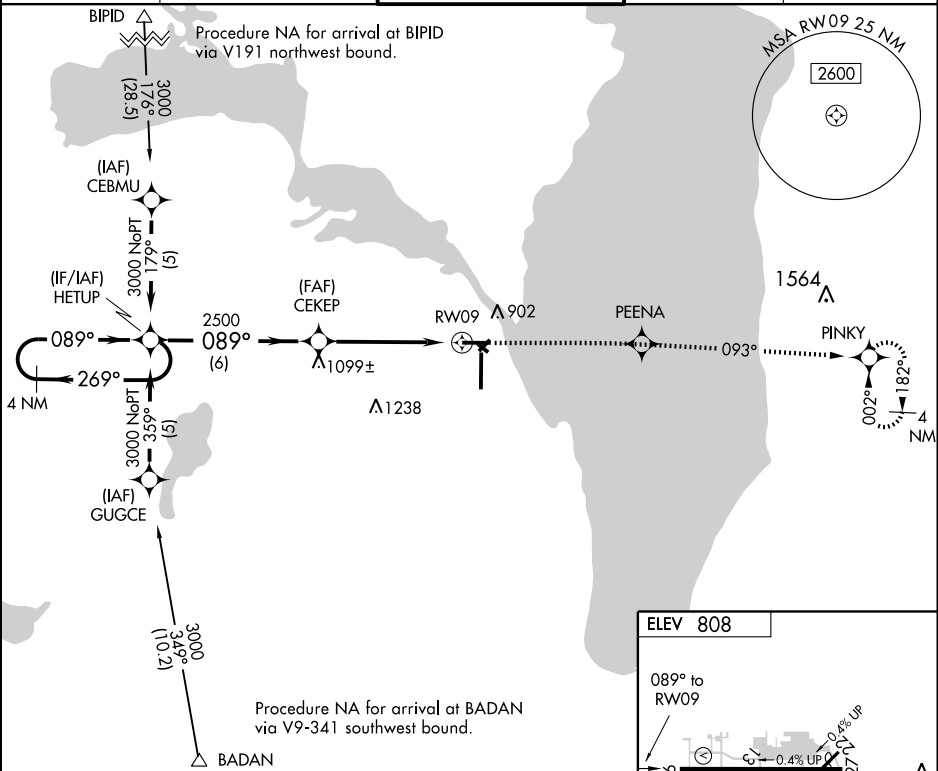 BIPID
Procedure NA for arrival at BIPID
via V191 northwest bound.
MSA RW09 25 NM
2600
3000
176°
(28.5)
(IAF)
CEBMU
3000 NoPT
179°
(5)
(IF/IAF)
HETUP
(FAF)
CEKEP
2500
089°
(6)
089°
269°
4 NM
RW09
902
1099±
1238
PEENA
1564
PINKY
093°
002°
182°
4
NM
3000 NoPT
359°
(5)
(IAF)
GUGCE
3000
349°
(10.2)
Procedure NA for arrival at BADAN
via V9-341 southwest bound.
BADAN
ELEV 808
089° to
RW09
V
0.4% UP
0.4% UP
13
22
27
9